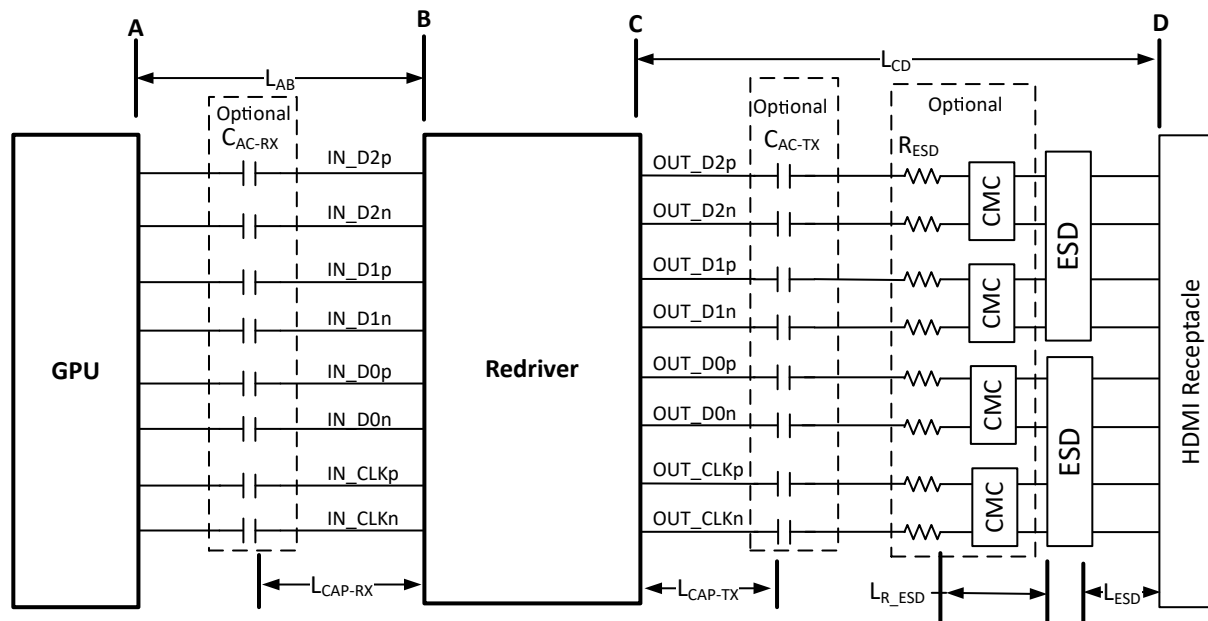 A
B
C
D
L_AB
L_CD
Optional
C_AC-RX
Optional
C_AC-TX
Optional
R_ESD
IN_D2p
IN_D2n
IN_D1p
IN_D1n
IN_D0p
IN_D0n
IN_CLKp
IN_CLKn
OUT_D2p
OUT_D2n
OUT_D1p
OUT_D1n
OUT_D0p
OUT_D0n
OUT_CLKp
OUT_CLKn
GPU
Redriver
CMC
CMC
CMC
CMC
ESD
ESD
HDMI Receptacle
L_CAP-RX
L_CAP-TX
L_R_ESD
L_ESD